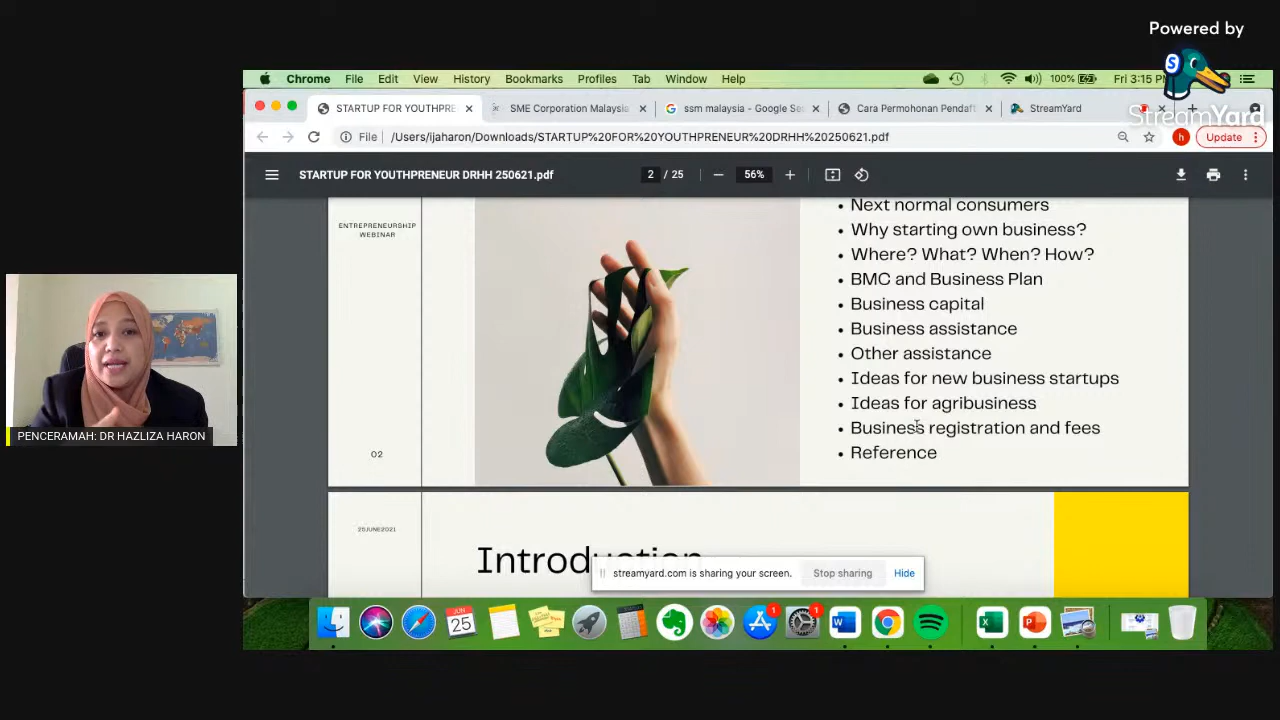 Powered by
S
StreamYard
Chrome File Edit View History Bookmarks Profiles Tab Window Help
100%
Fri 3:15 PM
STARTUP FOR YOUTHPRE
SME Corporation Malaysia
ssm malaysia - Google Se
Cara Permohonan Pendaft
StreamYard
File
/Users/ijaharon/Downloads/STARTUP%20FOR%20YOUTHPRENEUR%20DRHH%20250621.pdf
h
Update
STARTUP FOR YOUTHPRENEUR DRHH 250621.pdf
2 / 25
56%
ENTREPRENEURSHIP
WEBINAR
02
• Next normal consumers
• Why starting own business?
• Where? What? When? How?
• BMC and Business Plan
• Business capital
• Business assistance
• Other assistance
• Ideas for new business startups
• Ideas for agribusiness
• Business registration and fees
• Reference
PENCERAMAH: DR HAZLIZA HARON
25JUNE2021
Introduction
streamyard.com is sharing your screen.
Stop sharing
Hide
JUN
25
1
1
W
X
P